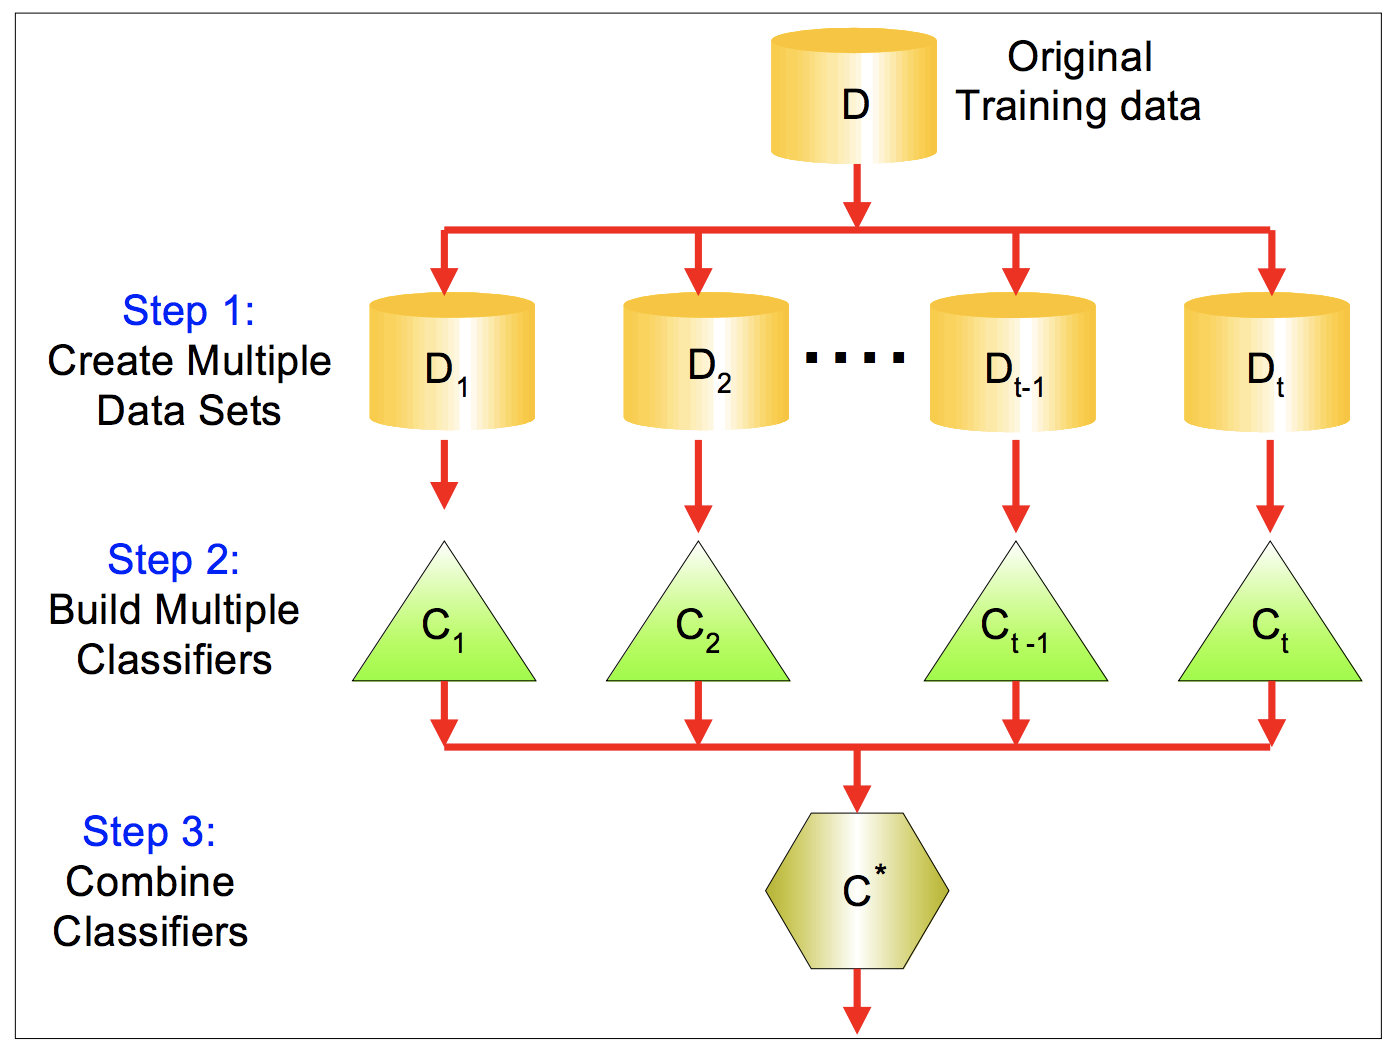 D
Original
Training data
Step 1:
Create Multiple
Data Sets
D1
D2
....
Dt-1
Dt
Step 2:
Build Multiple
Classifiers
C1
C2
Ct -1
Ct
Step 3:
Combine
Classifiers
C*